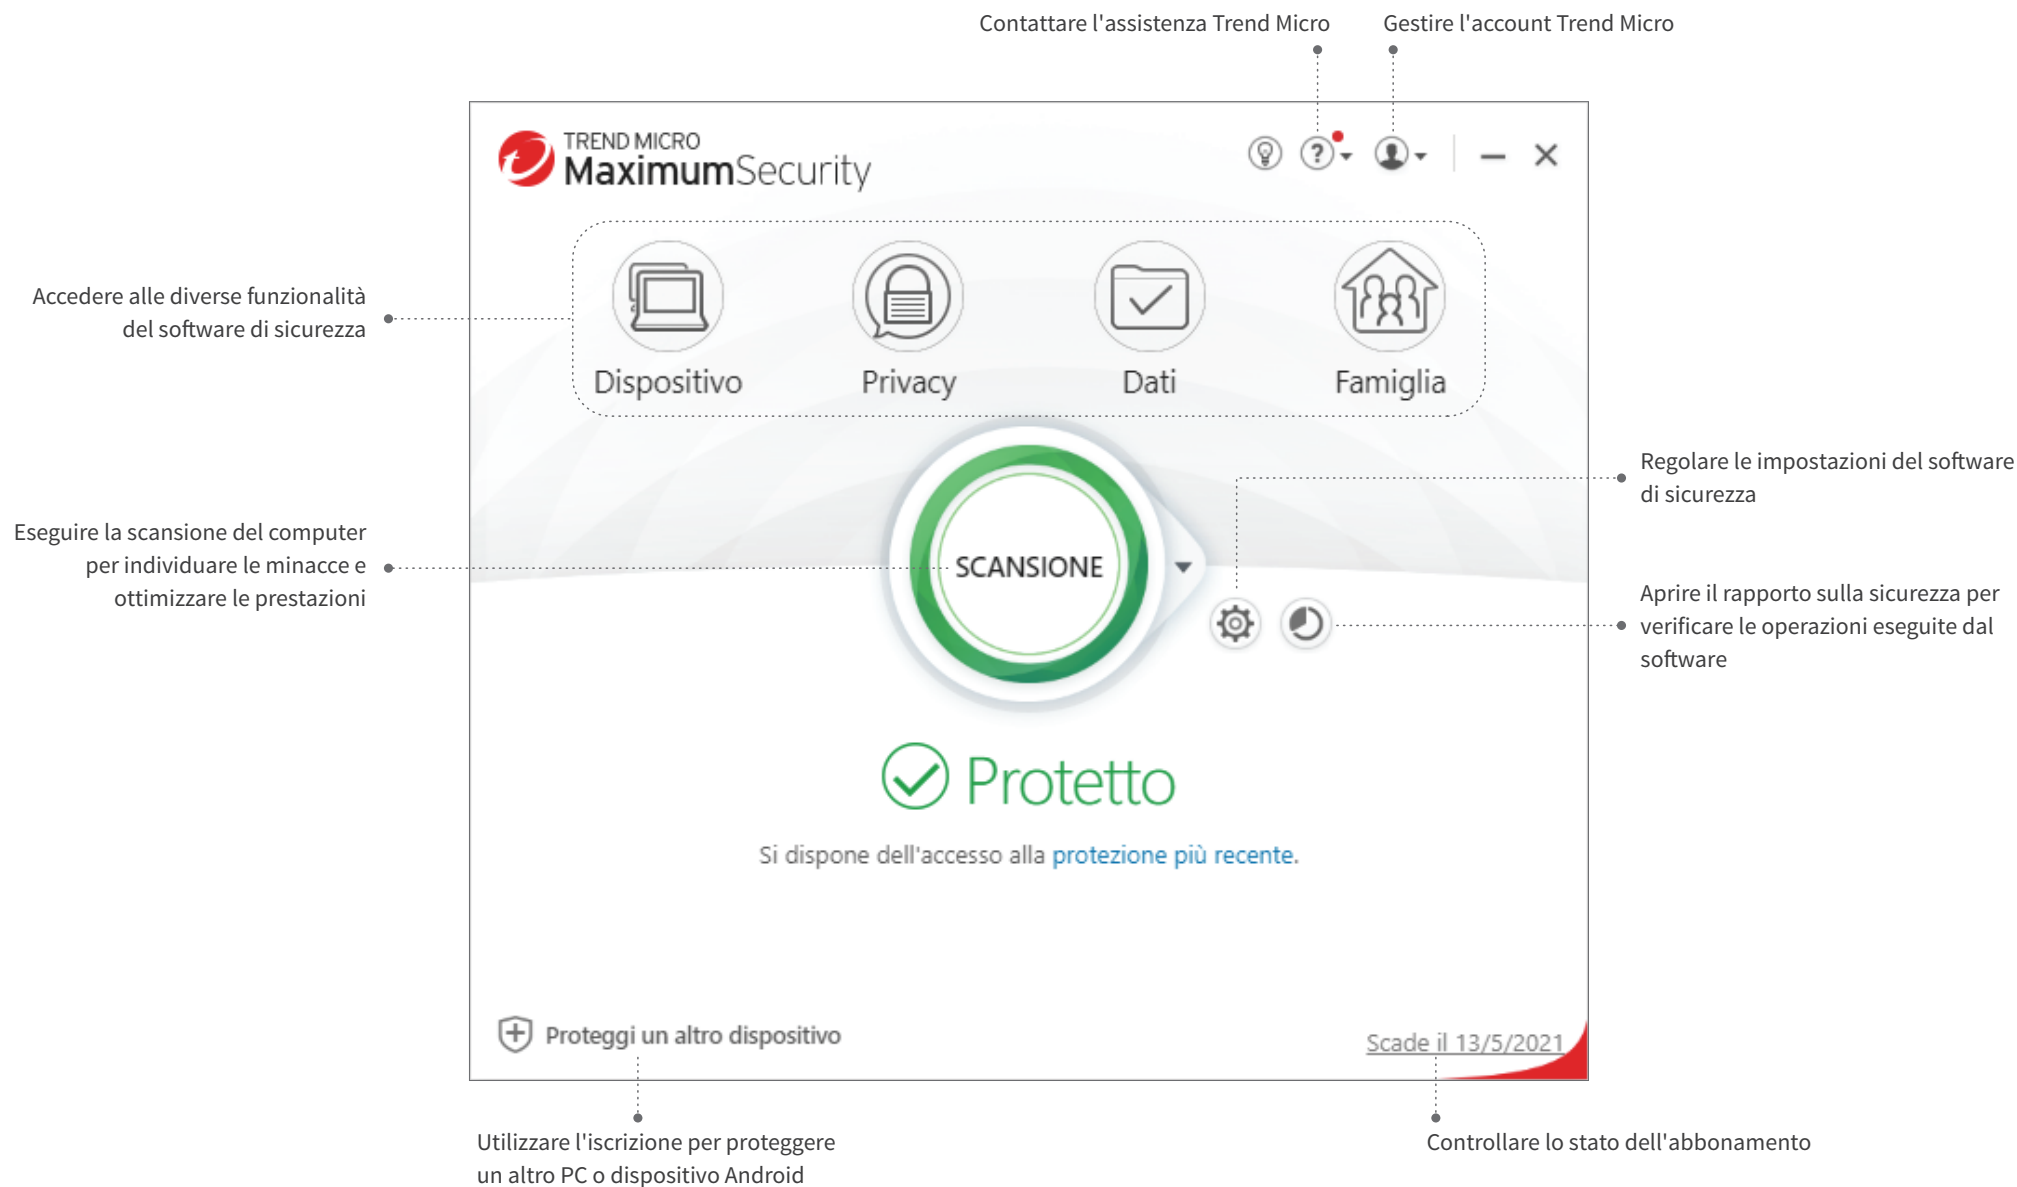 Contattare l'assistenza Trend Micro
Gestire l'account Trend Micro
TREND MICRO
MaximumSecurity
Accedere alle diverse funzionalità
del software di sicurezza
Dispositivo
Privacy
Dati
Famiglia
Regolare le impostazioni del software
di sicurezza
Eseguire la scansione del computer
per individuare le minacce e
ottimizzare le prestazioni
SCANSIONE
Aprire il rapporto sulla sicurezza per
verificare le operazioni eseguite dal
software
Protetto
Si dispone dell'accesso alla protezione più recente.
Proteggi un altro dispositivo
Scade il 13/5/2021
Utilizzare l'iscrizione per proteggere
un altro PC o dispositivo Android
Controllare lo stato dell'abbonamento